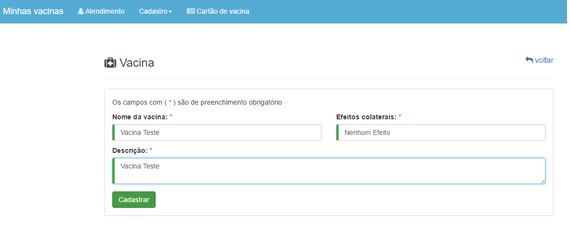 Minhas vacinas Atendimento Cadastro Cartão de vacina
Vacina voltar
Os campos com ( * ) são de preenchimento obrigatório
Nome da vacina: * Efeitos colaterais: *
Vacina Teste Nenhum Efeito
Descrição: *
Vacina Teste
Cadastrar